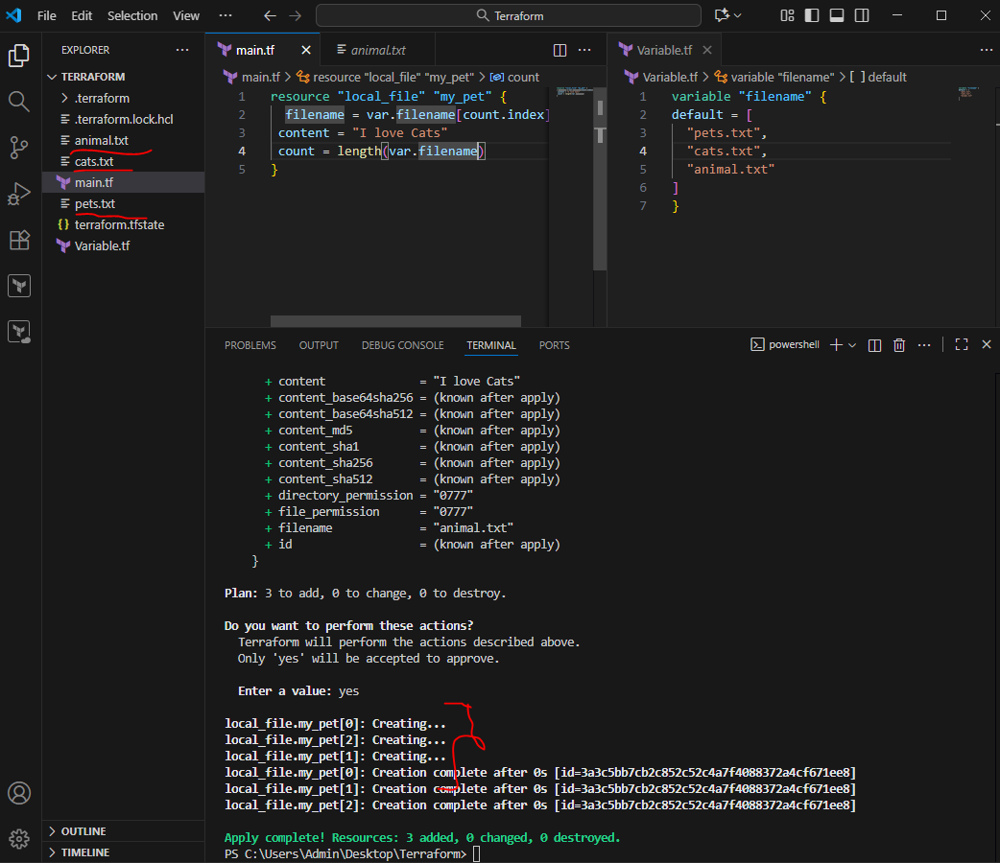 File Edit Selection View ··· Terraform
EXPLORER ···
TERRAFORM
.terraform
.terraform.lock.hcl
animal.txt
cats.txt
main.tf
pets.txt
{} terraform.tfstate
Variable.tf
OUTLINE
TIMELINE
main.tf animal.txt ···
main.tf > resource "local_file" "my_pet" > count
1 resource "local_file" "my_pet" {
2 filename = var.filename[count.index]
3 content = "I love Cats"
4 count = length(var.filename)
5 }
Variable.tf ···
Variable.tf > variable "filename" > [ ] default
1 variable "filename" {
2 default = [
3 "pets.txt",
4 "cats.txt",
5 "animal.txt"
6 ]
7 }
PROBLEMS OUTPUT DEBUG CONSOLE TERMINAL PORTS powershell ···
+ content = "I love Cats"
+ content_base64sha256 = (known after apply)
+ content_base64sha512 = (known after apply)
+ content_md5 = (known after apply)
+ content_sha1 = (known after apply)
+ content_sha256 = (known after apply)
+ content_sha512 = (known after apply)
+ directory_permission = "0777"
+ file_permission = "0777"
+ filename = "animal.txt"
+ id = (known after apply)
}
Plan: 3 to add, 0 to change, 0 to destroy.
Do you want to perform these actions?
Terraform will perform the actions described above.
Only 'yes' will be accepted to approve.
Enter a value: yes
local_file.my_pet[0]: Creating...
local_file.my_pet[2]: Creating...
local_file.my_pet[1]: Creating...
local_file.my_pet[0]: Creation complete after 0s [id=3a3c5bb7cb2c852c52c4a7f4088372a4cf671ee8]
local_file.my_pet[1]: Creation complete after 0s [id=3a3c5bb7cb2c852c52c4a7f4088372a4cf671ee8]
local_file.my_pet[2]: Creation complete after 0s [id=3a3c5bb7cb2c852c52c4a7f4088372a4cf671ee8]
Apply complete! Resources: 3 added, 0 changed, 0 destroyed.
PS C:\Users\Admin\Desktop\Terraform>